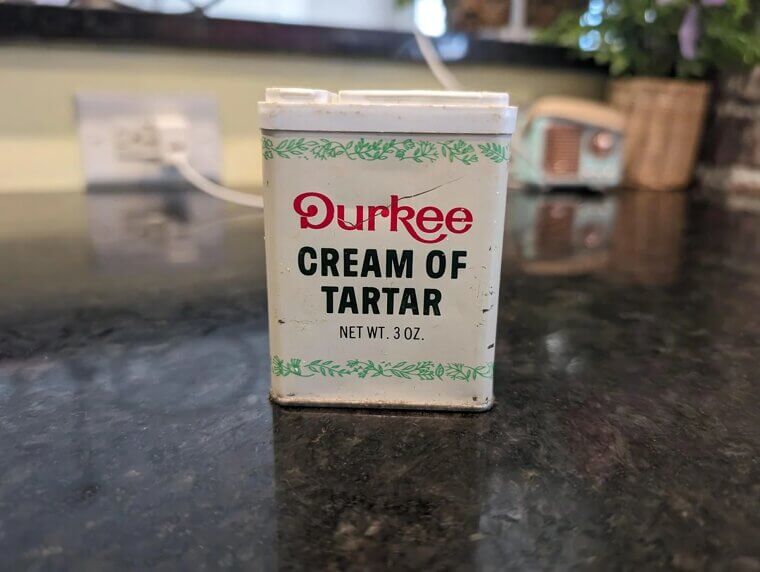 Durkee
CREAM OF
TARTAR
NET WT. 3 OZ.